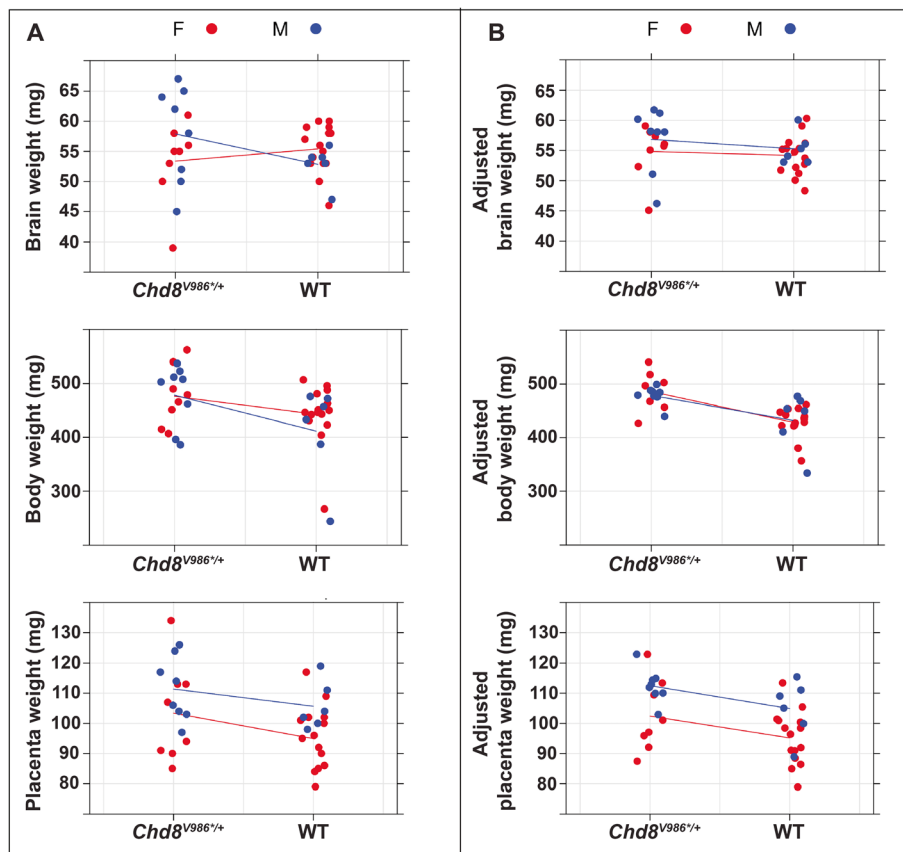 A
F
M
Brain weight (mg)
65
60
55
50
45
40
Chd8V986*/+
WT
Body weight (mg)
500
400
300
Chd8V986*/+
WT
Placenta weight (mg)
130
120
110
100
90
80
Chd8V986*/+
WT
B
F
M
Adjusted
brain weight (mg)
65
60
55
50
45
40
Chd8V986*/+
WT
Adjusted
body weight (mg)
500
400
300
Chd8V986*/+
WT
Adjusted
placenta weight (mg)
130
120
110
100
90
80
Chd8V986*/+
WT